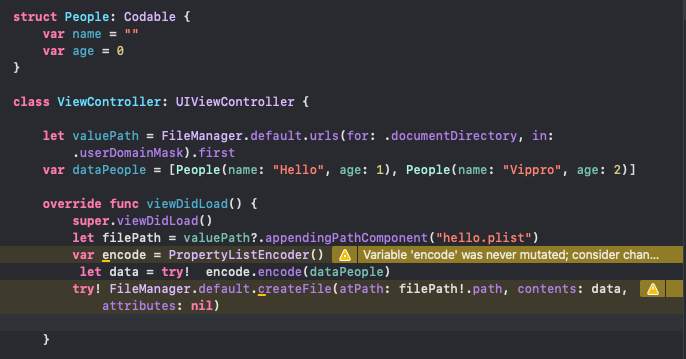 struct People: Codable {
    var name = ""
    var age = 0
}
class ViewController: UIViewController {
    let valuePath = FileManager.default.urls(for: .documentDirectory, in:
        .userDomainMask).first
    var dataPeople = [People(name: "Hello", age: 1), People(name: "Vippro", age: 2)]
    override func viewDidLoad() {
        super.viewDidLoad()
        let filePath = valuePath?.appendingPathComponent("hello.plist")
        var encode = PropertyListEncoder() Variable 'encode' was never mutated; consider chan...
         let data = try!  encode.encode(dataPeople)
        try! FileManager.default.createFile(atPath: filePath!.path, contents: data,
            attributes: nil)
    }